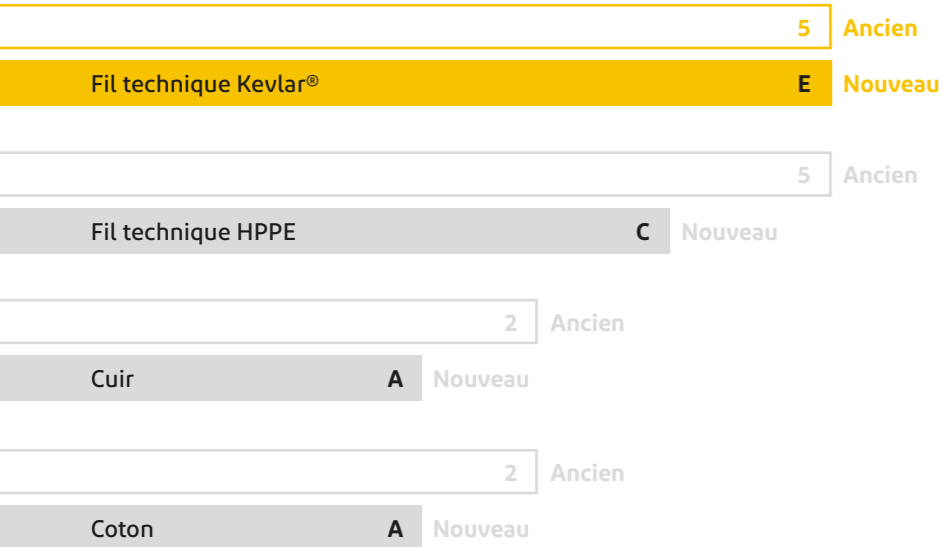 5 Ancien
Fil technique Kevlar® E Nouveau
5 Ancien
Fil technique HPPE C Nouveau
2 Ancien
Cuir A Nouveau
2 Ancien
Coton A Nouveau